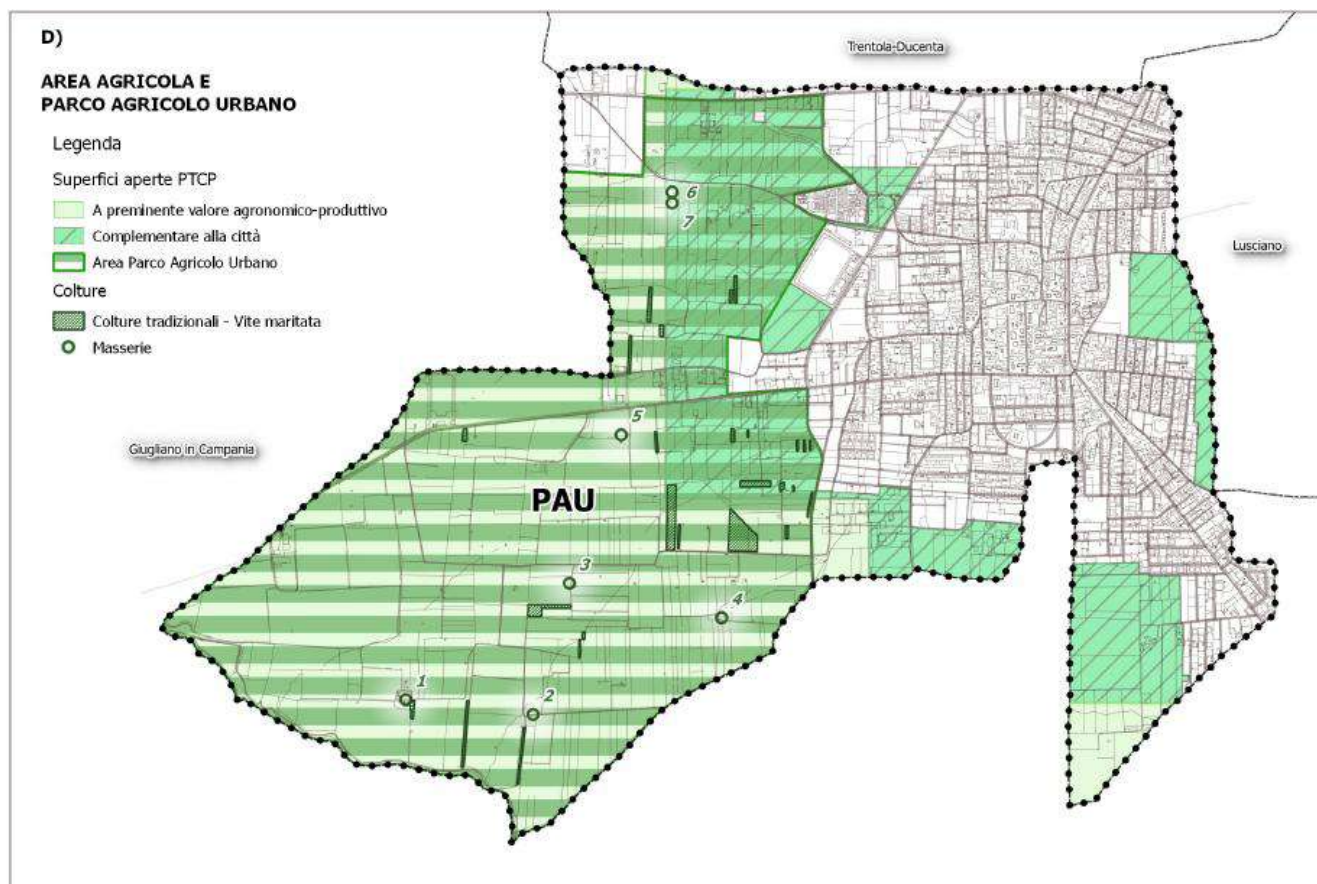 D)
AREA AGRICOLA E
PARCO AGRICOLO URBANO
Legenda
Superfici aperte PTCP
A preminente valore agronomico-produttivo
Complementare alla città
Area Parco Agricolo Urbano
Colture
Colture tradizionali - Vite maritata
Masserie
Trentola-Ducenta
Lusciano
Giugliano in Campania
6
7
5
PAU
3
4
1
2